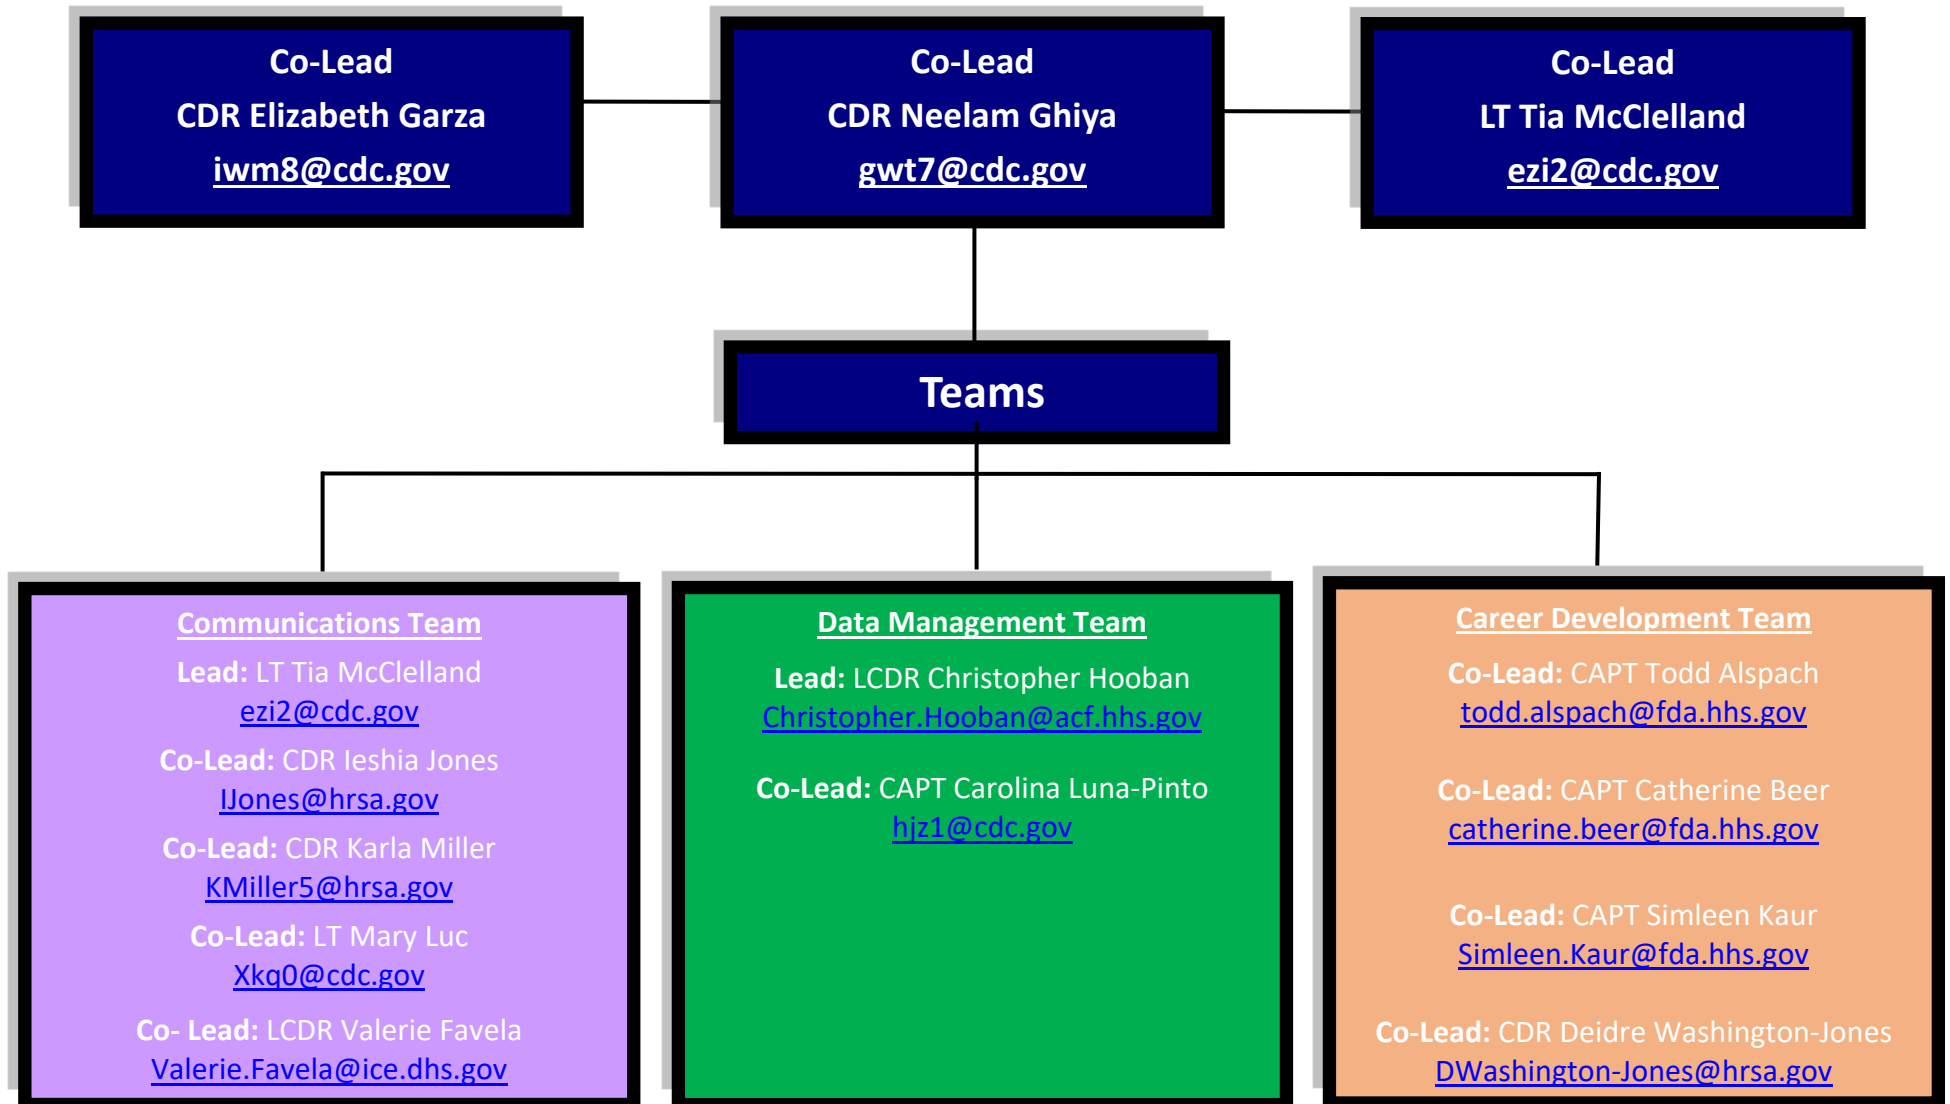 Co-Lead
CDR Elizabeth Garza
iwm8@cdc.gov
Co-Lead
CDR Neelam Ghiya
gwt7@cdc.gov
Co-Lead
LT Tia McClelland
ezi2@cdc.gov
Teams
Communications Team
Lead: LT Tia McClelland
ezi2@cdc.gov
Co-Lead: CDR Ieshia Jones
IJones@hrsa.gov
Co-Lead: CDR Karla Miller
KMiller5@hrsa.gov
Co-Lead: LT Mary Luc
Xkq0@cdc.gov
Co- Lead: LCDR Valerie Favela
Valerie.Favela@ice.dhs.gov
Data Management Team
Lead: LCDR Christopher Hooban
Christopher.Hooban@acf.hhs.gov
Co-Lead: CAPT Carolina Luna-Pinto
hjz1@cdc.gov
Career Development Team
Co-Lead: CAPT Todd Alspach
todd.alspach@fda.hhs.gov
Co-Lead: CAPT Catherine Beer
catherine.beer@fda.hhs.gov
Co-Lead: CAPT Simleen Kaur
Simleen.Kaur@fda.hhs.gov
Co-Lead: CDR Deidre Washington-Jones
DWashington-Jones@hrsa.gov